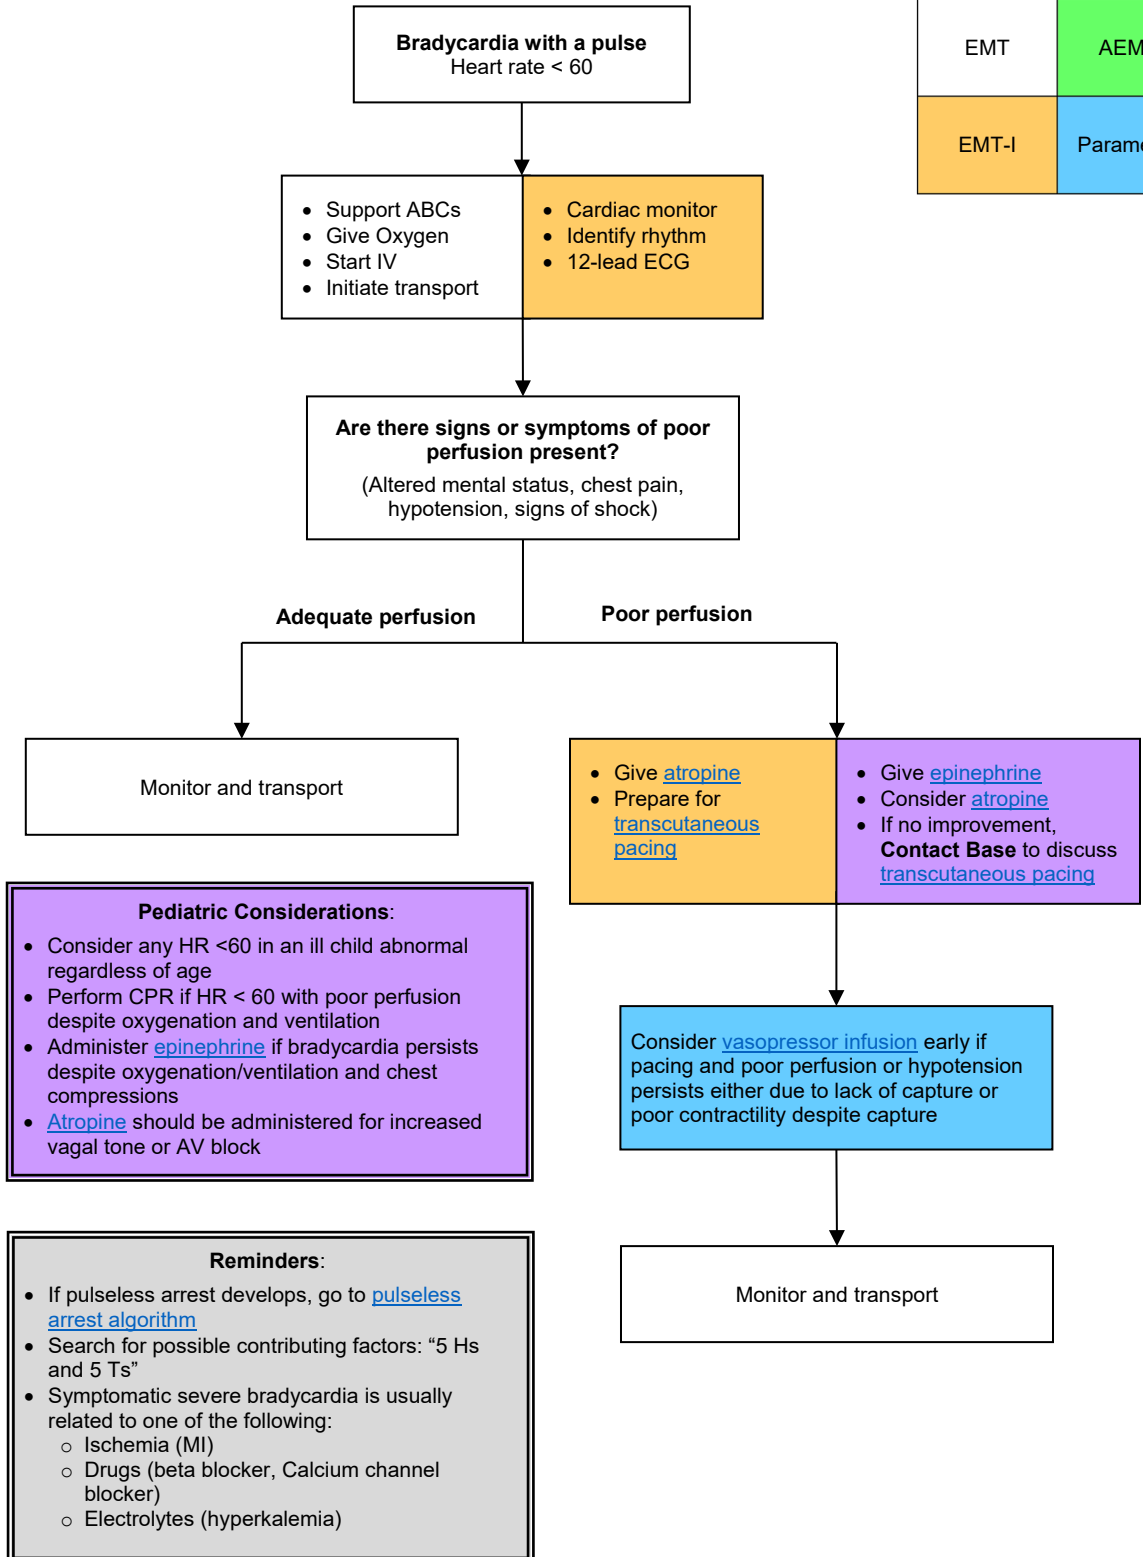 Bradycardia with a pulse
Heart rate < 60
EMT
AEM
EMT-I
Parame
• Support ABCs
• Give Oxygen
• Start IV
• Initiate transport
• Cardiac monitor
• Identify rhythm
• 12-lead ECG
Are there signs or symptoms of poor
perfusion present?
(Altered mental status, chest pain,
hypotension, signs of shock)
Adequate perfusion
Poor perfusion
Monitor and transport
• Give atropine
• Prepare for
transcutaneous
pacing
• Give epinephrine
• Consider atropine
• If no improvement,
Contact Base to discuss
transcutaneous pacing
Pediatric Considerations:
• Consider any HR <60 in an ill child abnormal
regardless of age
• Perform CPR if HR < 60 with poor perfusion
despite oxygenation and ventilation
• Administer epinephrine if bradycardia persists
despite oxygenation/ventilation and chest
compressions
• Atropine should be administered for increased
vagal tone or AV block
Consider vasopressor infusion early if
pacing and poor perfusion or hypotension
persists either due to lack of capture or
poor contractility despite capture
Monitor and transport
Reminders:
• If pulseless arrest develops, go to pulseless
arrest algorithm
• Search for possible contributing factors: “5 Hs
and 5 Ts”
• Symptomatic severe bradycardia is usually
related to one of the following:
o Ischemia (MI)
o Drugs (beta blocker, Calcium channel
blocker)
o Electrolytes (hyperkalemia)